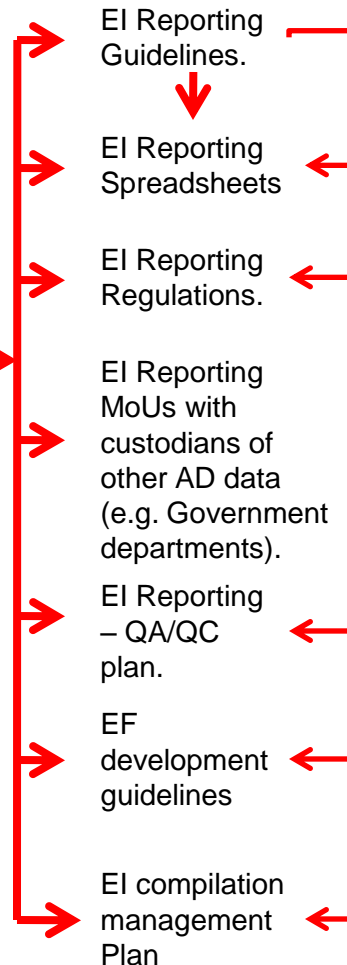 EI Reporting
Guidelines.
EI Reporting
Spreadsheets
EI Reporting
Regulations.
EI Reporting
MoUs with
custodians of
other AD data
(e.g. Government
departments).
EI Reporting
– QA/QC
plan.
EF
development
guidelines
EI compilation
management
Plan